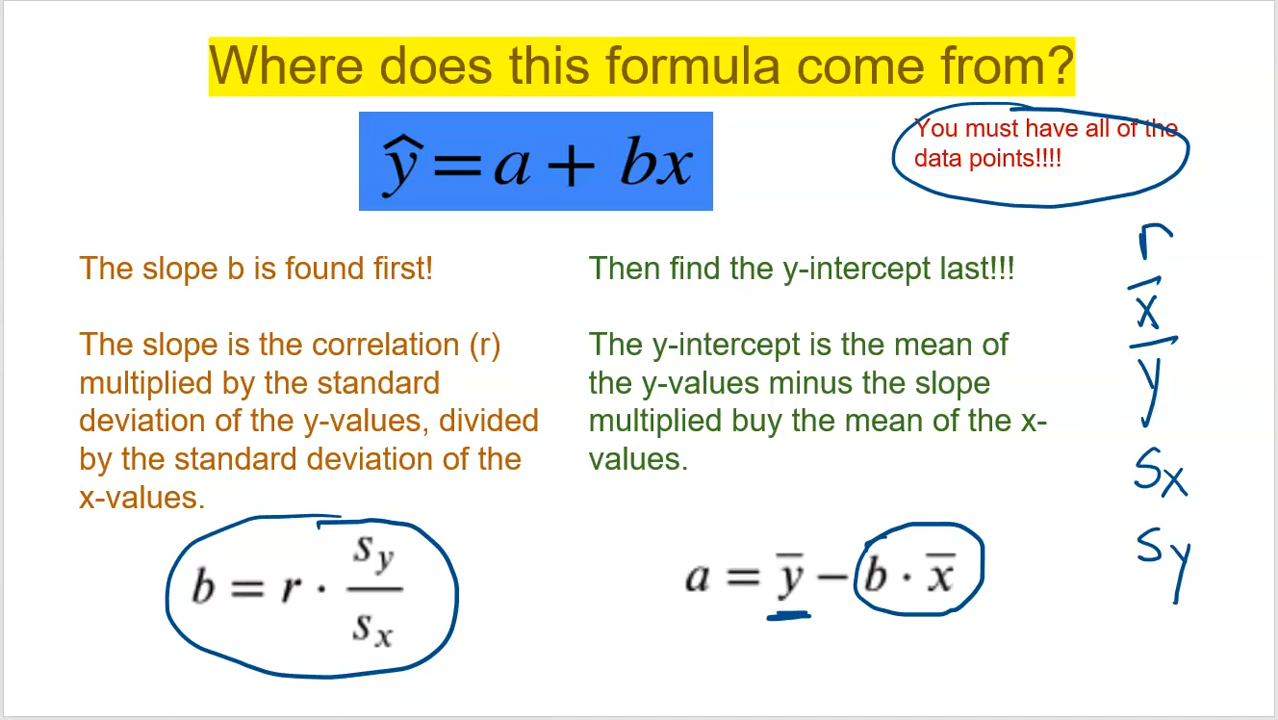 Where does this formula come from?
ŷ = a + bx
You must have all of the
data points!!!!
The slope b is found first!
The slope is the correlation (r)
multiplied by the standard
deviation of the y-values, divided
by the standard deviation of the
x-values.
b = r · s_y / s_x
Then find the y-intercept last!!!
The y-intercept is the mean of
the y-values minus the slope
multiplied buy the mean of the x-
values.
a = y̅ − b · x̅
r
x̅
y̅
Sx
Sy